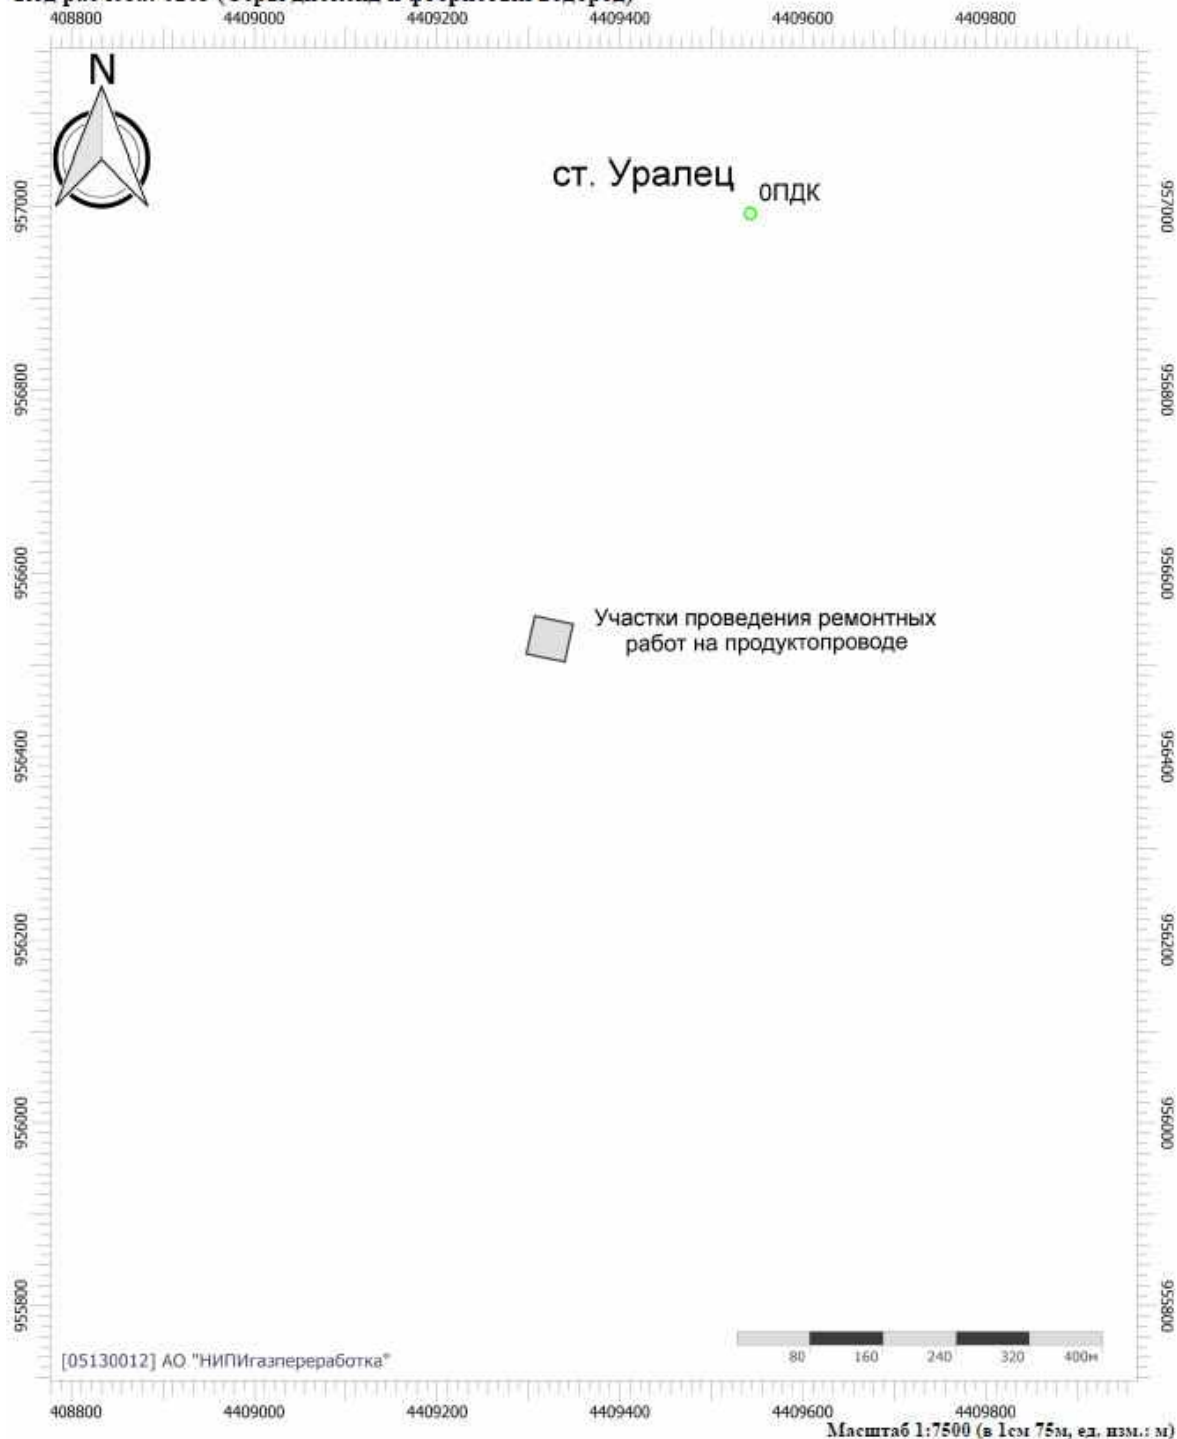 408800 4409000 4409200 4409400 4409600 4409800
N
ст. Уралец
0ПДК
957000 957000
956800 956800
956600 956600
Участки проведения ремонтных
работ на продуктопроводе
956400 956400
956200 956200
956000 956000
955800 955800
[05130012] АО "НИПИгазпереработка"
80 160 240 320 400м
408800 4409000 4409200 4409400 4409600 4409800
Масштаб 1:7500 (в 1см 75м, ед. изм.: м)